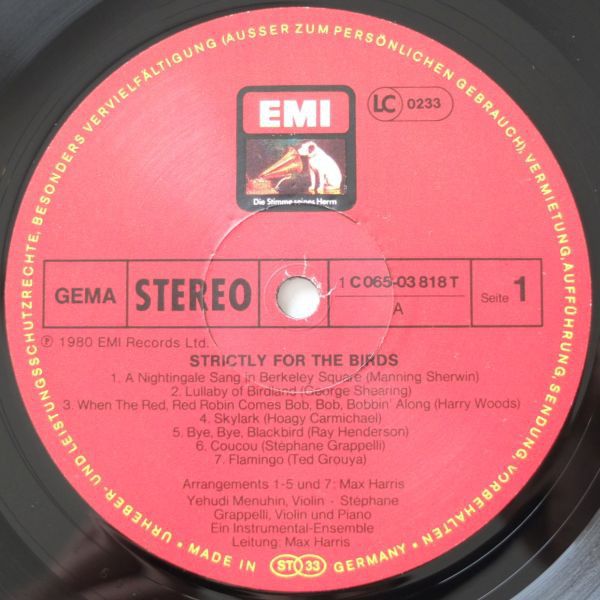 URHEBER- UND LEISTUNGSSCHUTZRECHTE, BESONDERS VERVIELFÄLTIGUNG (AUSSER ZUM PERSÖNLICHEN GEBRAUCH), VERMIETUNG, AUFFÜHRUNG, SENDUNG, VORBEHALTEN
EMI
LC 0233
Die Stimme seines Herrn
GEMA
STEREO
1 C 065-03 818 T
A
Seite 1
℗ 1980 EMI Records Ltd.
STRICTLY FOR THE BIRDS
1. A Nightingale Sang in Berkeley Square (Manning Sherwin)
2. Lullaby of Birdland (George Shearing)
3. When The Red, Red Robin Comes Bob, Bob, Bobbin' Along (Harry Woods)
4. Skylark (Hoagy Carmichael)
5. Bye, Bye, Blackbird (Ray Henderson)
6. Coucou (Stephane Grappelli)
7. Flamingo (Ted Grouya)
Arrangements 1-5 und 7: Max Harris
Yehudi Menuhin, Violin - Stéphane
Grappelli, Violin und Piano
Ein Instrumental-Ensemble
Leitung: Max Harris
• MADE IN ST 33 GERMANY •